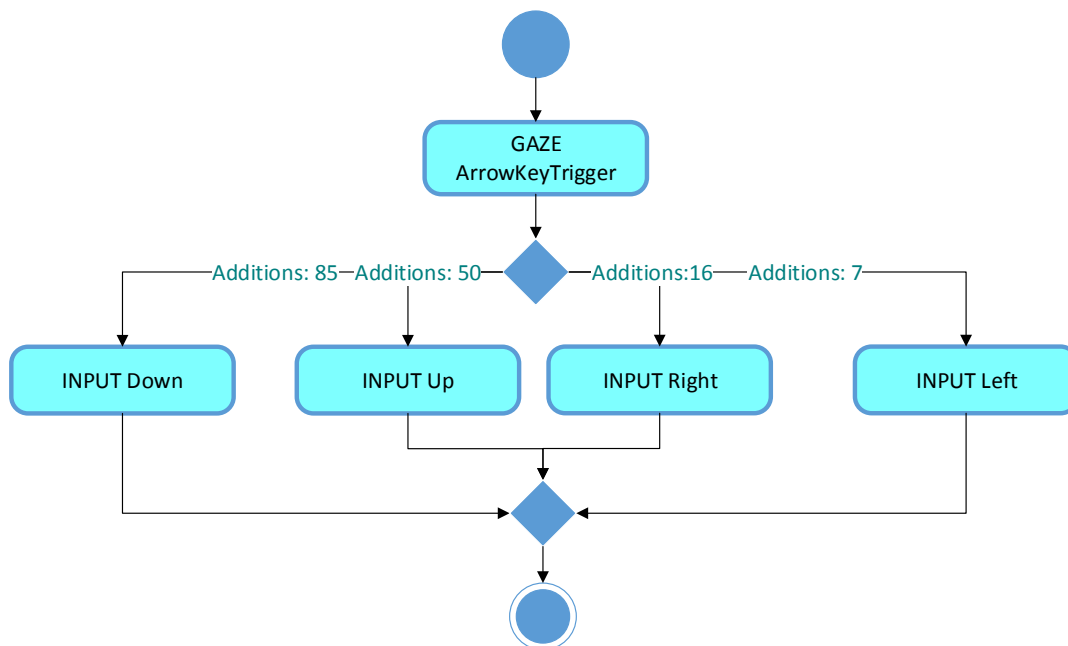 GAZE
ArrowKeyTrigger
Additions: 85
Additions: 50
Additions:16
Additions: 7
INPUT Down
INPUT Up
INPUT Right
INPUT Left